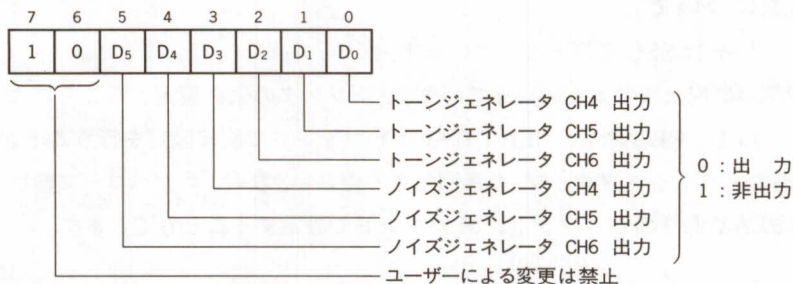 7 6 5 4 3 2 1 0
1 0 D5 D4 D3 D2 D1 D0
トーンジェネレータ CH4 出力
トーンジェネレータ CH5 出力
トーンジェネレータ CH6 出力
ノイズジェネレータ CH4 出力
ノイズジェネレータ CH5 出力
ノイズジェネレータ CH6 出力
ユーザーによる変更は禁止
0:出 力
1:非出力